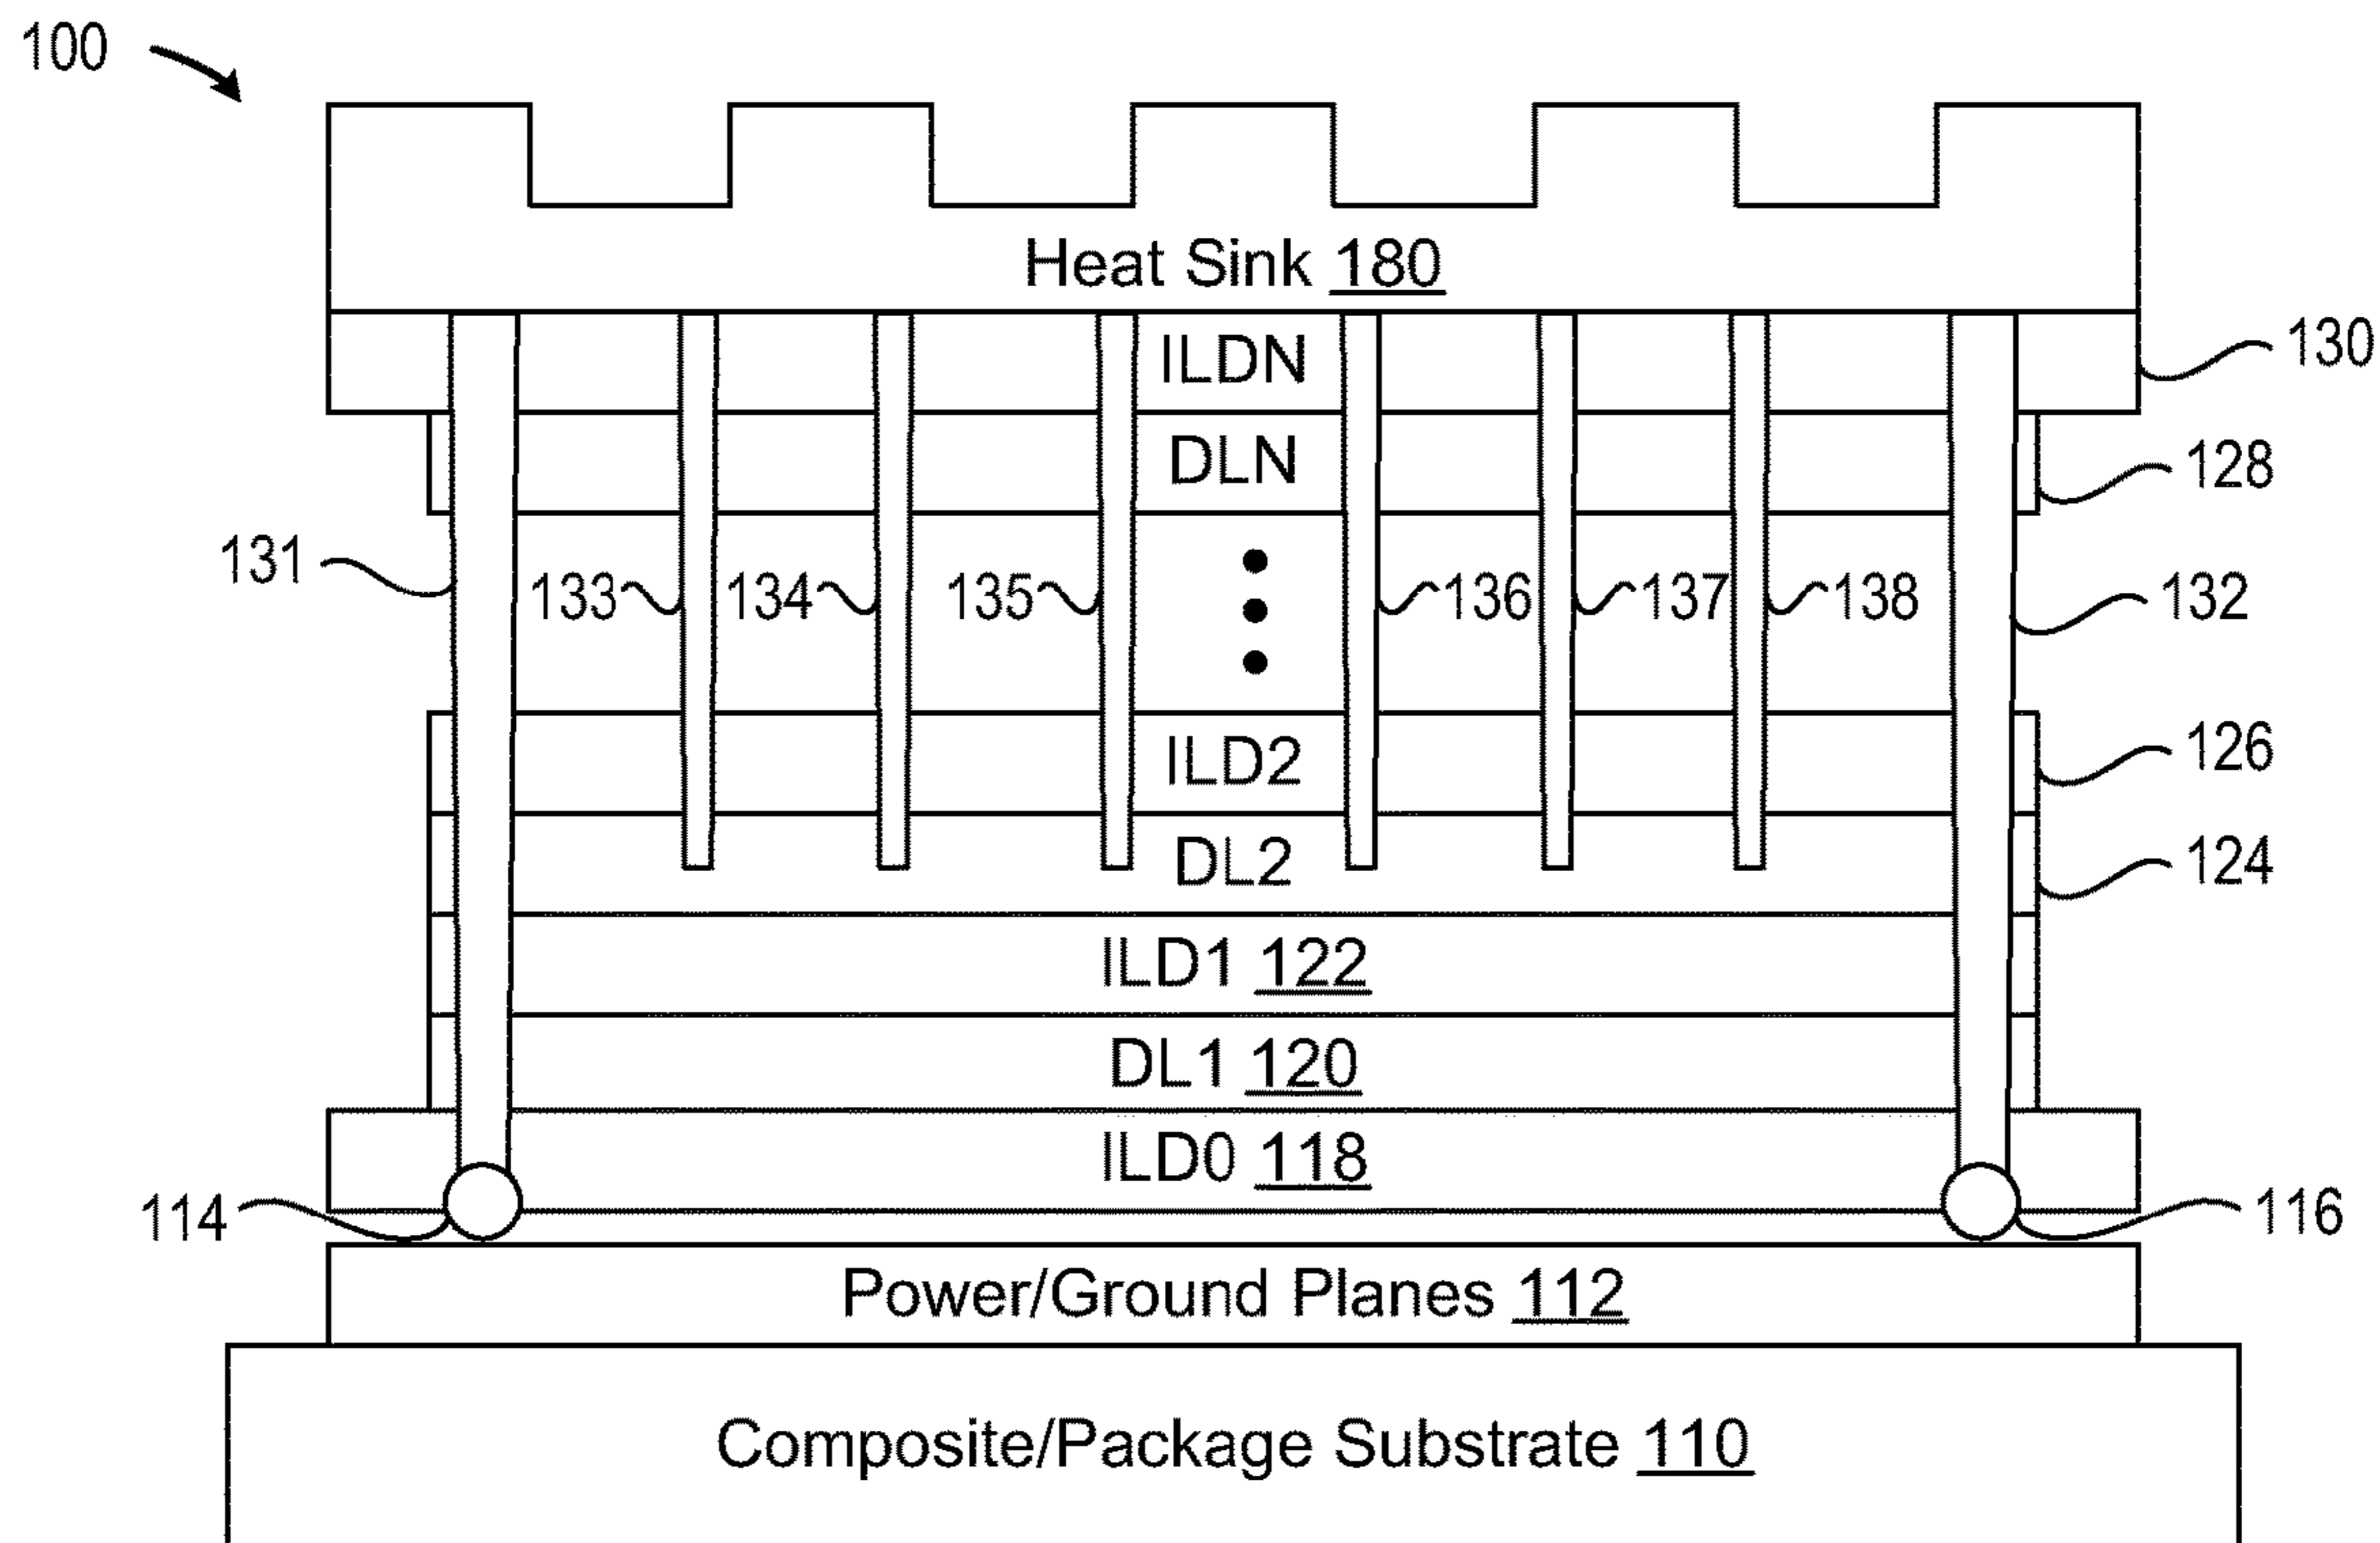 100
Heat Sink 180
ILDN
130
DLN
128
131
133
134
135
136
137
138
132
ILD2
126
DL2
124
ILD1 122
DL1 120
ILD0 118
114
116
Power/Ground Planes 112
Composite/Package Substrate 110